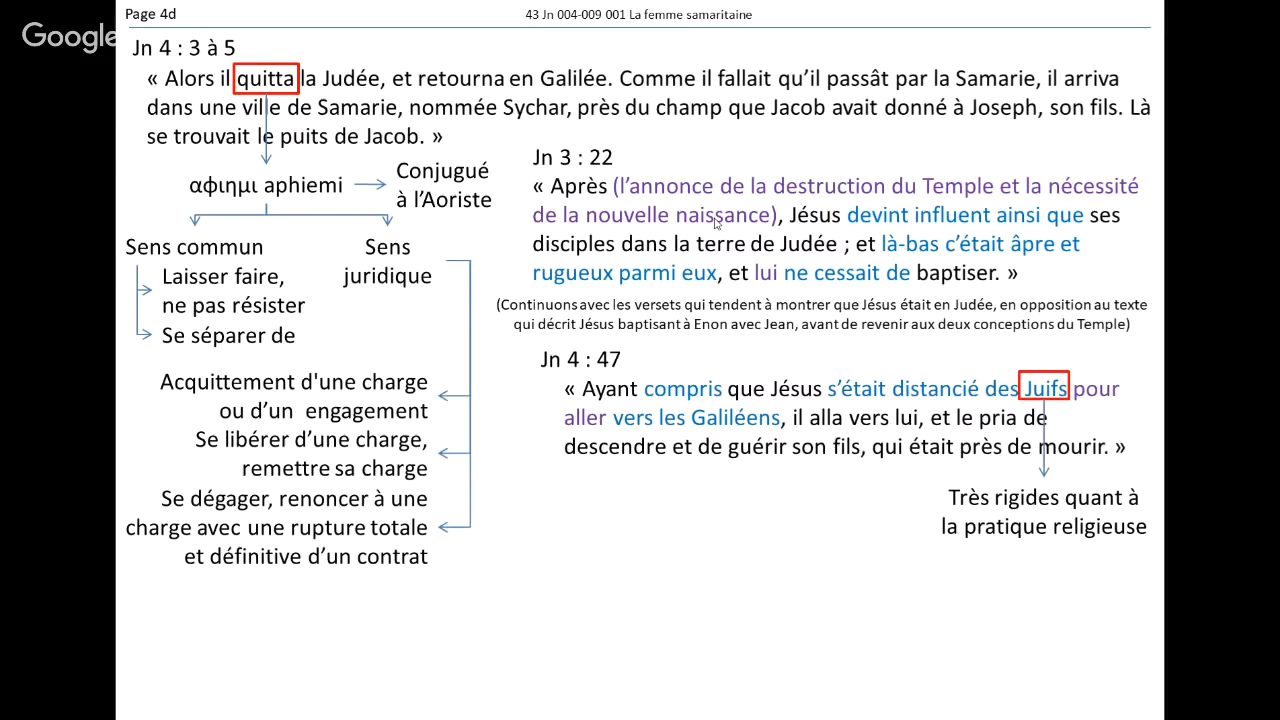 Page 4d
43 Jn 004-009 001 La femme samaritaine
Google
Jn 4 : 3 à 5
« Alors il quitta la Judée, et retourna en Galilée. Comme il fallait qu’il passât par la Samarie, il arriva
dans une ville de Samarie, nommée Sychar, près du champ que Jacob avait donné à Joseph, son fils. Là
se trouvait le puits de Jacob. »
αφιημι aphiemi
Conjugué
à l’Aoriste
Sens commun
Laisser faire,
ne pas résister
Se séparer de
Sens
juridique
Acquittement d'une charge
ou d’un engagement
Se libérer d’une charge,
remettre sa charge
Se dégager, renoncer à une
charge avec une rupture totale
et définitive d’un contrat
Jn 3 : 22
« Après (l’annonce de la destruction du Temple et la nécessité
de la nouvelle naissance), Jésus devint influent ainsi que ses
disciples dans la terre de Judée ; et là-bas c’était âpre et
rugueux parmi eux, et lui ne cessait de baptiser. »
(Continuons avec les versets qui tendent à montrer que Jésus était en Judée, en opposition au texte
qui décrit Jésus baptisant à Enon avec Jean, avant de revenir aux deux conceptions du Temple)
Jn 4 : 47
« Ayant compris que Jésus s’était distancié des Juifs pour
aller vers les Galiléens, il alla vers lui, et le pria de
descendre et de guérir son fils, qui était près de mourir. »
Très rigides quant à
la pratique religieuse